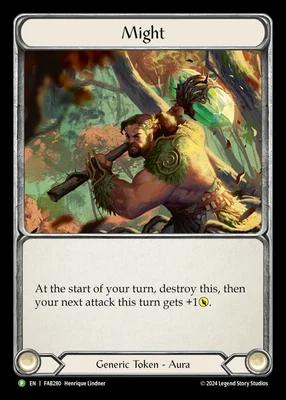 Might
At the start of your turn, destroy this, then
your next attack this turn gets +1.
Generic Token - Aura
P EN | FAB280 Henrique Lindner
© 2024 Legend Story Studios